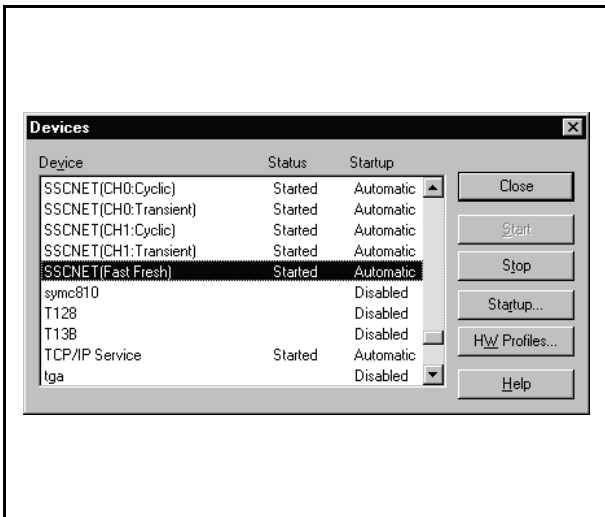 Devices
Device Status Startup
SSCNET(CH0:Cyclic) Started Automatic
SSCNET(CH0:Transient) Started Automatic
SSCNET(CH1:Cyclic) Started Automatic
SSCNET(CH1:Transient) Started Automatic
SSCNET(Fast Fresh) Started Automatic
symc810 Disabled
T128 Disabled
T13B Disabled
TCP/IP Service Started Automatic
tga Disabled
Close
Start
Stop
Startup...
HW Profiles...
Help